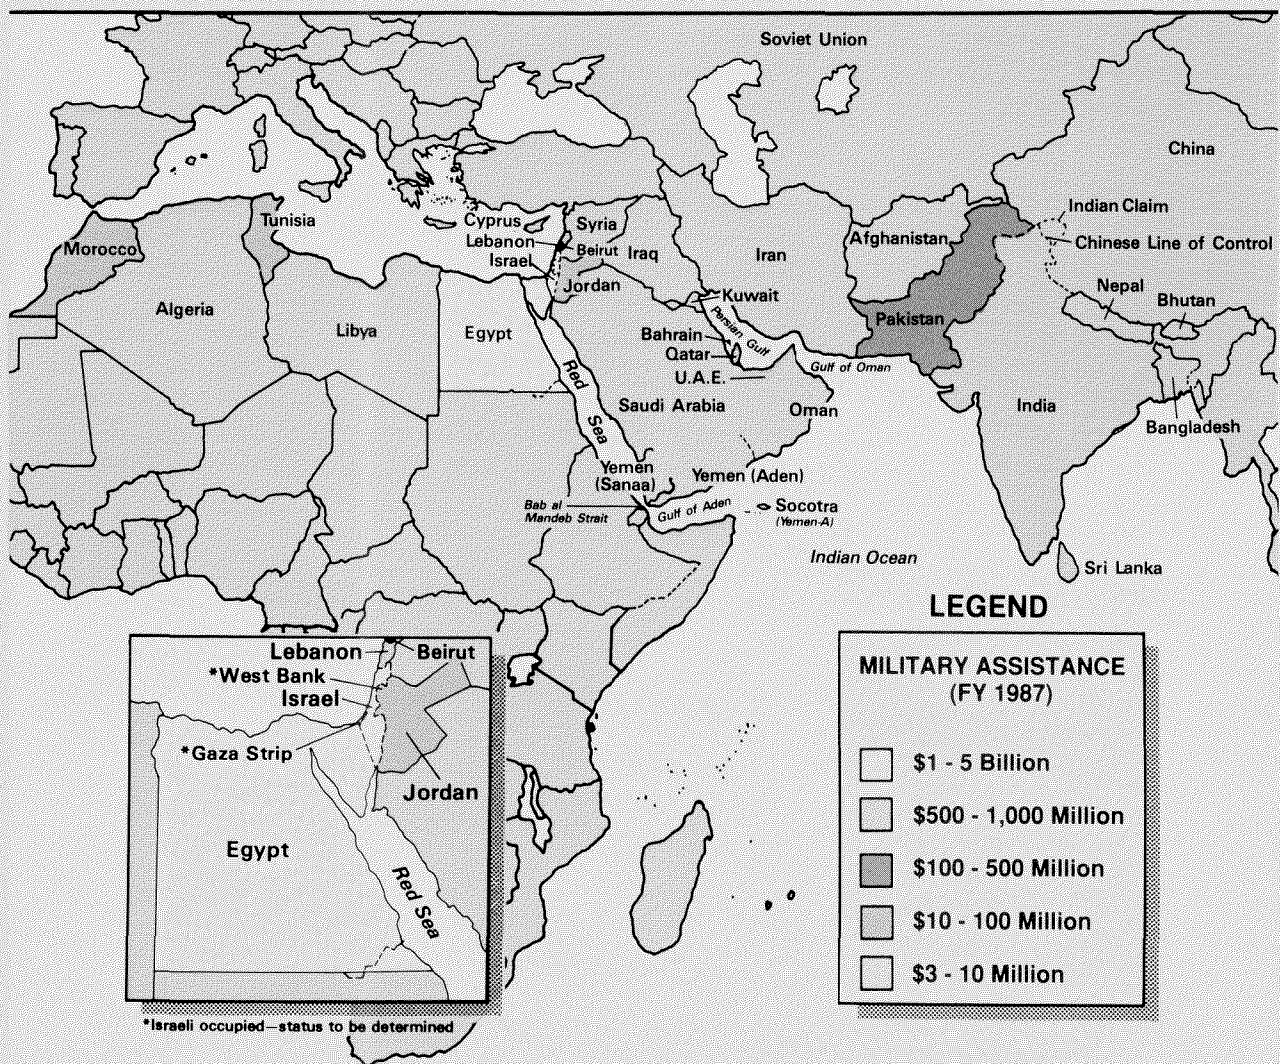 Soviet Union
China
Indian Claim
Chinese Line of Control
Tunisia
Cyprus
Syria
Morocco
Lebanon
Beirut
Iraq
Iran
Afghanistan
Israel
Jordan
Nepal
Bhutan
Kuwait
Algeria
Libya
Egypt
Pakistan
Persian Gulf
Bahrain
Qatar
Gulf of Oman
U.A.E.
Red Sea
Saudi Arabia
Oman
India
Bangladesh
Yemen
(Sanaa)
Yemen (Aden)
Bab al
Mandeb Strait
Gulf of Aden
Socotra
(Yemen-A)
Indian Ocean
Sri Lanka
LEGEND
MILITARY ASSISTANCE
(FY 1987)
$1 - 5 Billion
$500 - 1,000 Million
$100 - 500 Million
$10 - 100 Million
$3 - 10 Million
Lebanon
Beirut
*West Bank
Israel
*Gaza Strip
Jordan
Egypt
Red Sea
*Israeli occupied—status to be determined